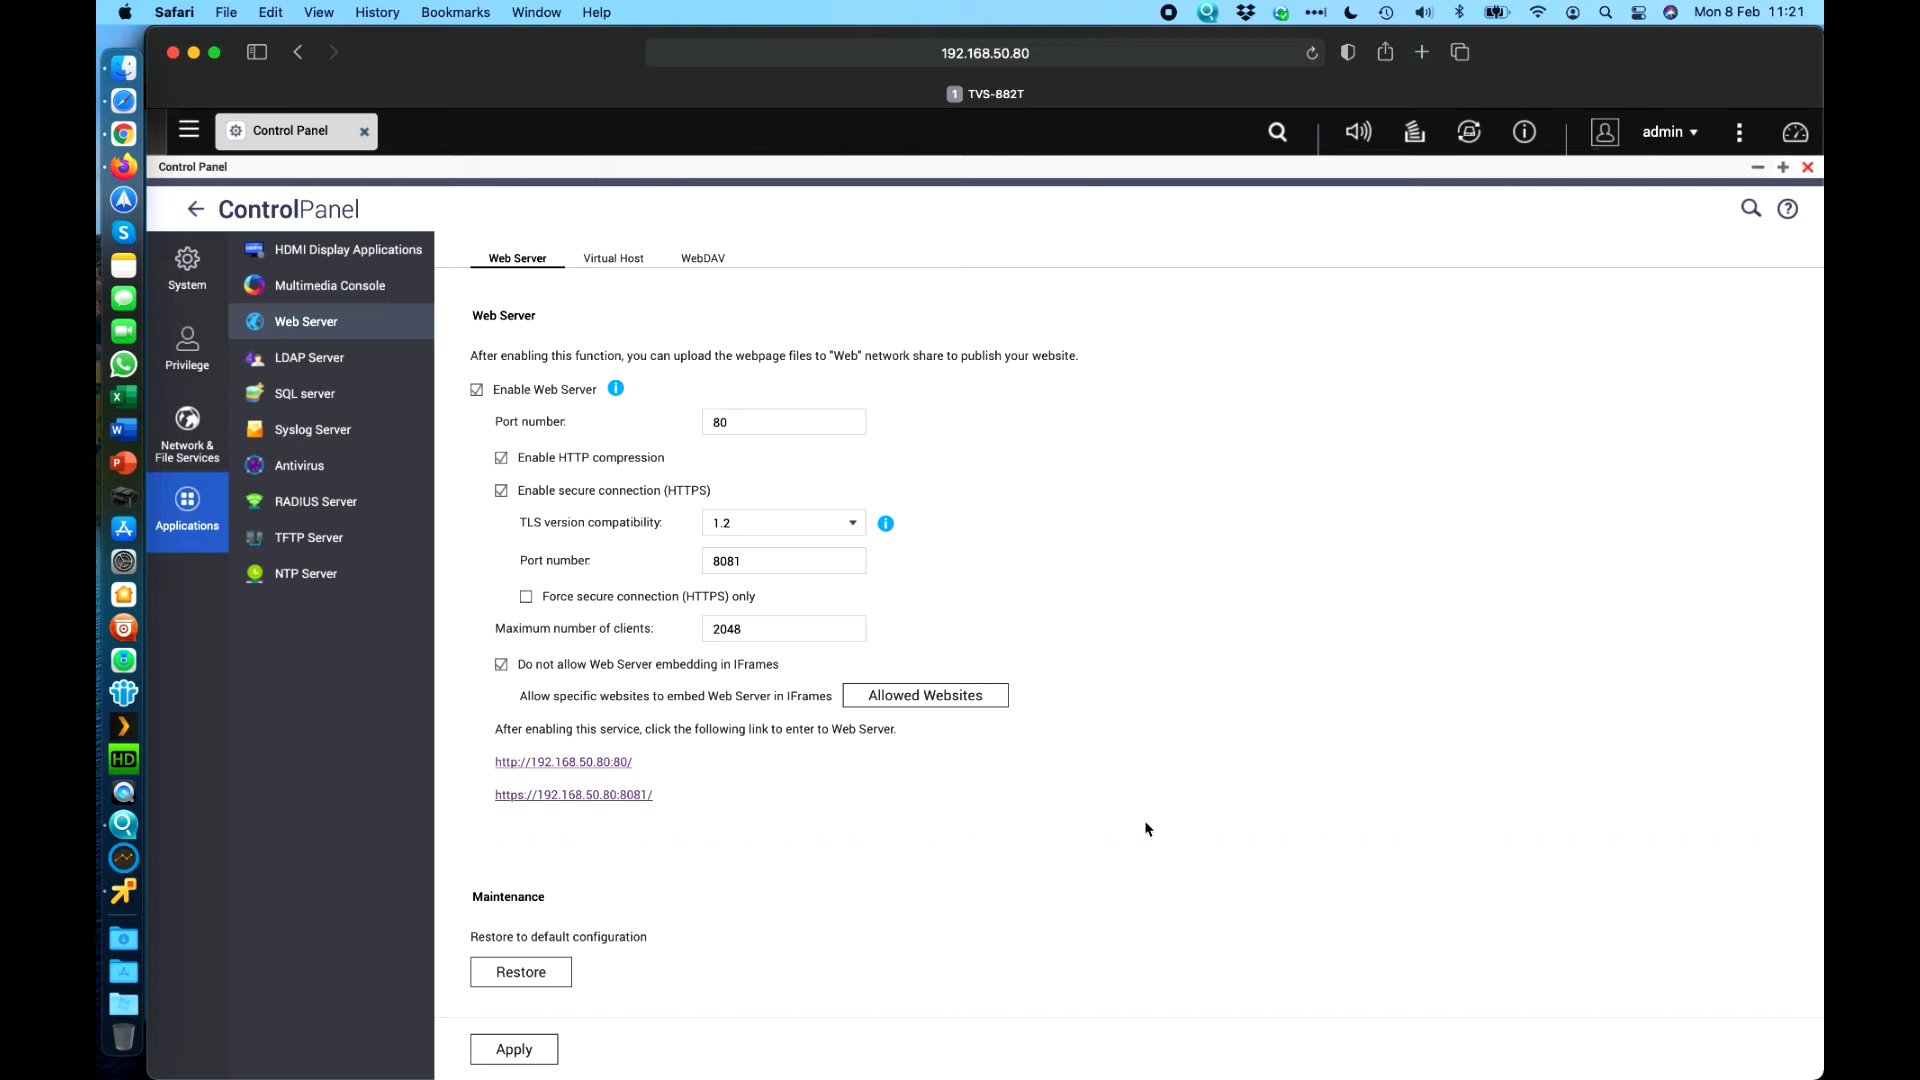 Safari File Edit View History Bookmarks Window Help Mon 8 Feb 11:21
192.168.50.80
1 TVS-882T
Control Panel
admin
Control Panel
ControlPanel
System
Privilege
Network &
File Services
Applications
HDMI Display Applications
Multimedia Console
Web Server
LDAP Server
SQL server
Syslog Server
Antivirus
RADIUS Server
TFTP Server
NTP Server
Web Server Virtual Host WebDAV
Web Server
After enabling this function, you can upload the webpage files to "Web" network share to publish your website.
Enable Web Server
Port number: 80
Enable HTTP compression
Enable secure connection (HTTPS)
TLS version compatibility: 1.2
Port number: 8081
Force secure connection (HTTPS) only
Maximum number of clients: 2048
Do not allow Web Server embedding in IFrames
Allow specific websites to embed Web Server in IFrames Allowed Websites
After enabling this service, click the following link to enter to Web Server.
http://192.168.50.80:80/
https://192.168.50.80:8081/
Maintenance
Restore to default configuration
Restore
Apply
HD